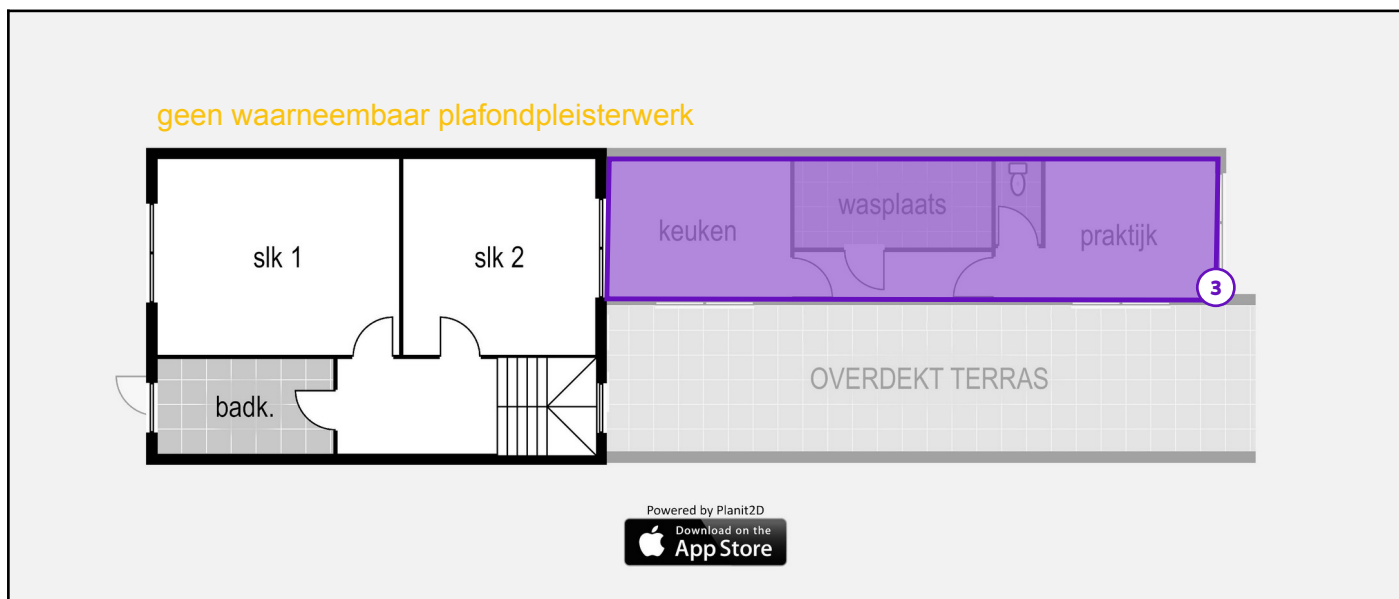 geen waarneembaar plafondpleisterwerk
slk 1
slk 2
keuken
wasplaats
praktijk
3
badk.
OVERDEKT TERRAS
Powered by Planit2D
Download on the
App Store